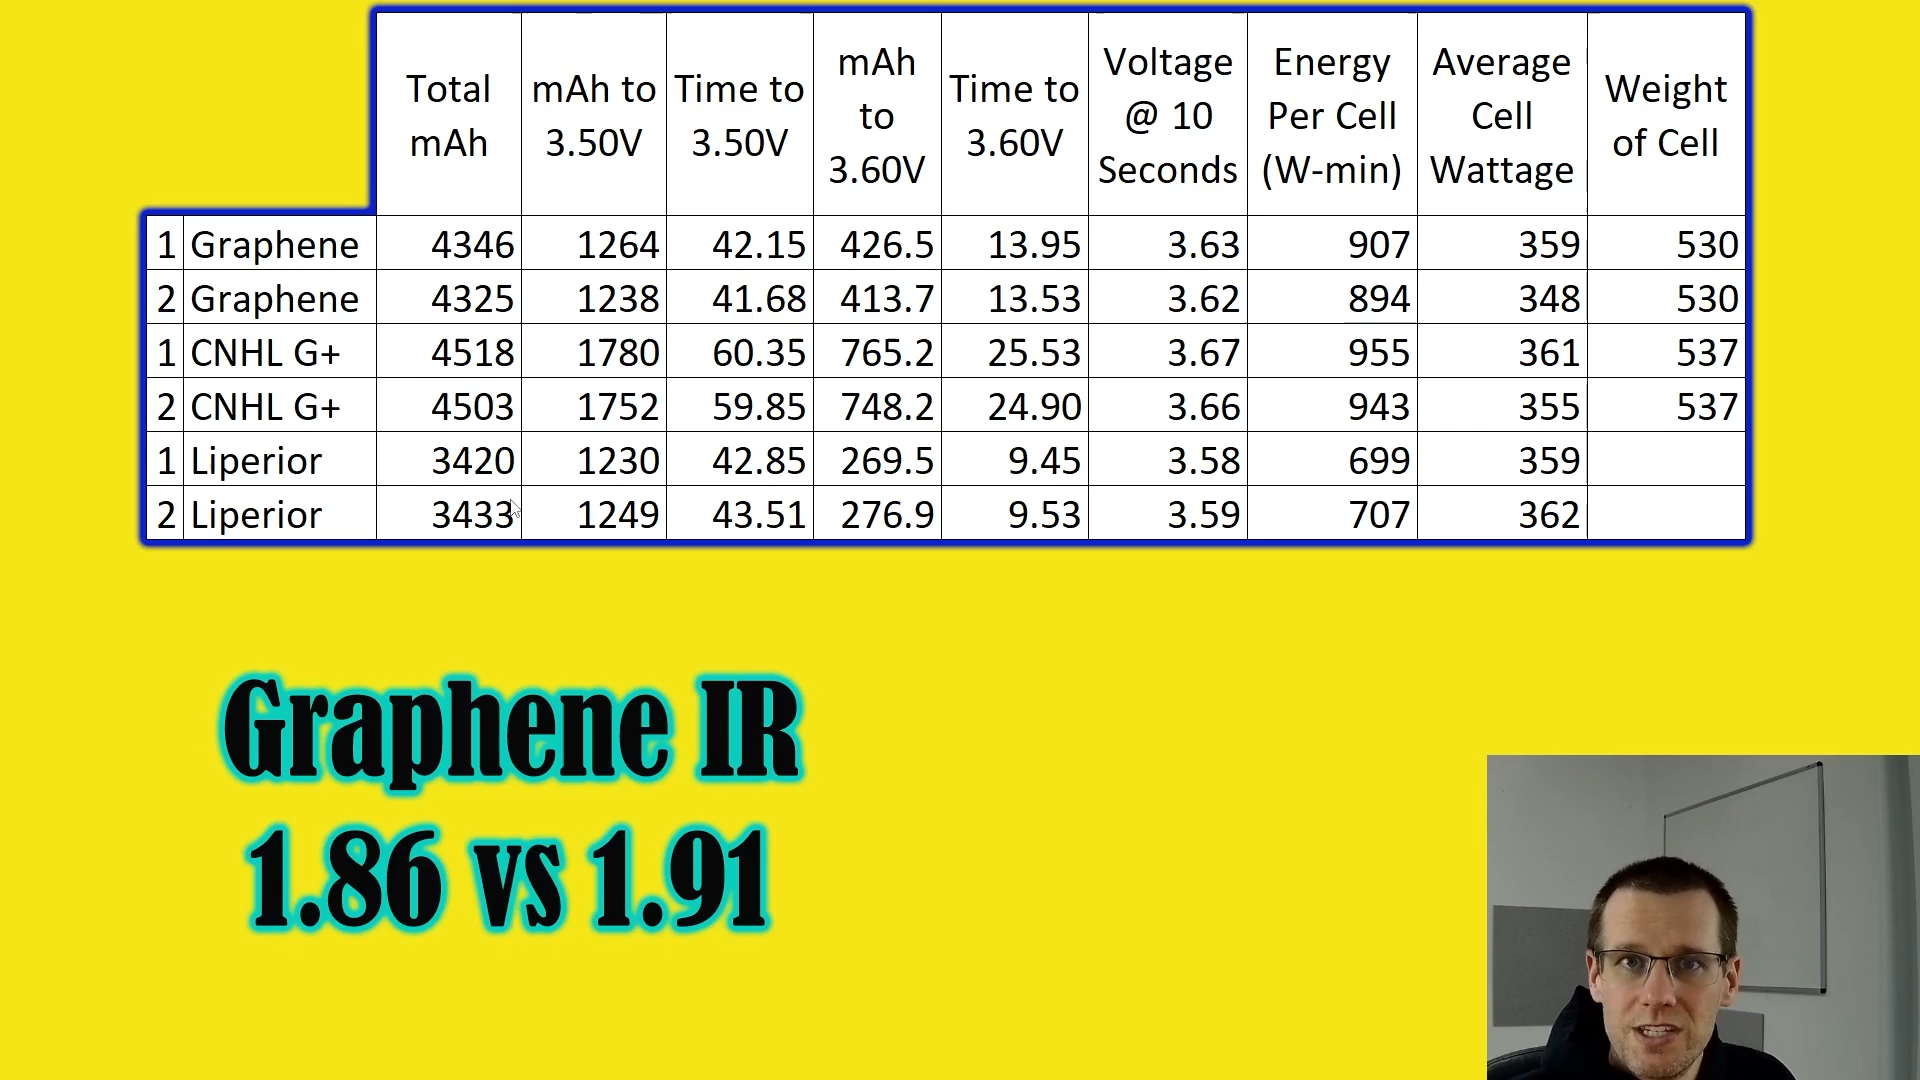 Total mAh mAh to 3.50V Time to 3.50V mAh to 3.60V Time to 3.60V Voltage @ 10 Seconds Energy Per Cell (W-min) Average Cell Wattage Weight of Cell
1 Graphene 4346 1264 42.15 426.5 13.95 3.63 907 359 530
2 Graphene 4325 1238 41.68 413.7 13.53 3.62 894 348 530
1 CNHL G+ 4518 1780 60.35 765.2 25.53 3.67 955 361 537
2 CNHL G+ 4503 1752 59.85 748.2 24.90 3.66 943 355 537
1 Liperior 3420 1230 42.85 269.5 9.45 3.58 699 359
2 Liperior 3433 1249 43.51 276.9 9.53 3.59 707 362
Graphene IR
1.86 vs 1.91